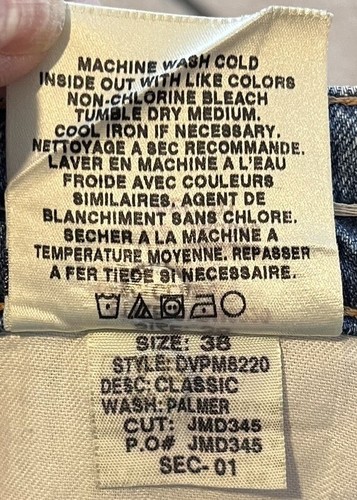 MACHINE WASH COLD
INSIDE OUT WITH LIKE COLORS
NON-CHLORINE BLEACH
TUMBLE DRY MEDIUM.
COOL IRON IF NECESSARY.
NETTOYAGE A SEC RECOMMANDE.
LAVER EN MACHINE A L'EAU
FROIDE AVEC COULEURS
SIMILAIRES. AGENT DE
BLANCHIMENT SANS CHLORE.
SECHER A LA MACHINE A
TEMPERATURE MOYENNE. REPASSER
A FER TIEDE SI NECESSAIRE.
SIZE: 38
STYLE: DVPM8220
DESC: CLASSIC
WASH: PALMER
CUT: JMD345
P.O# JMD345
SEC- 01